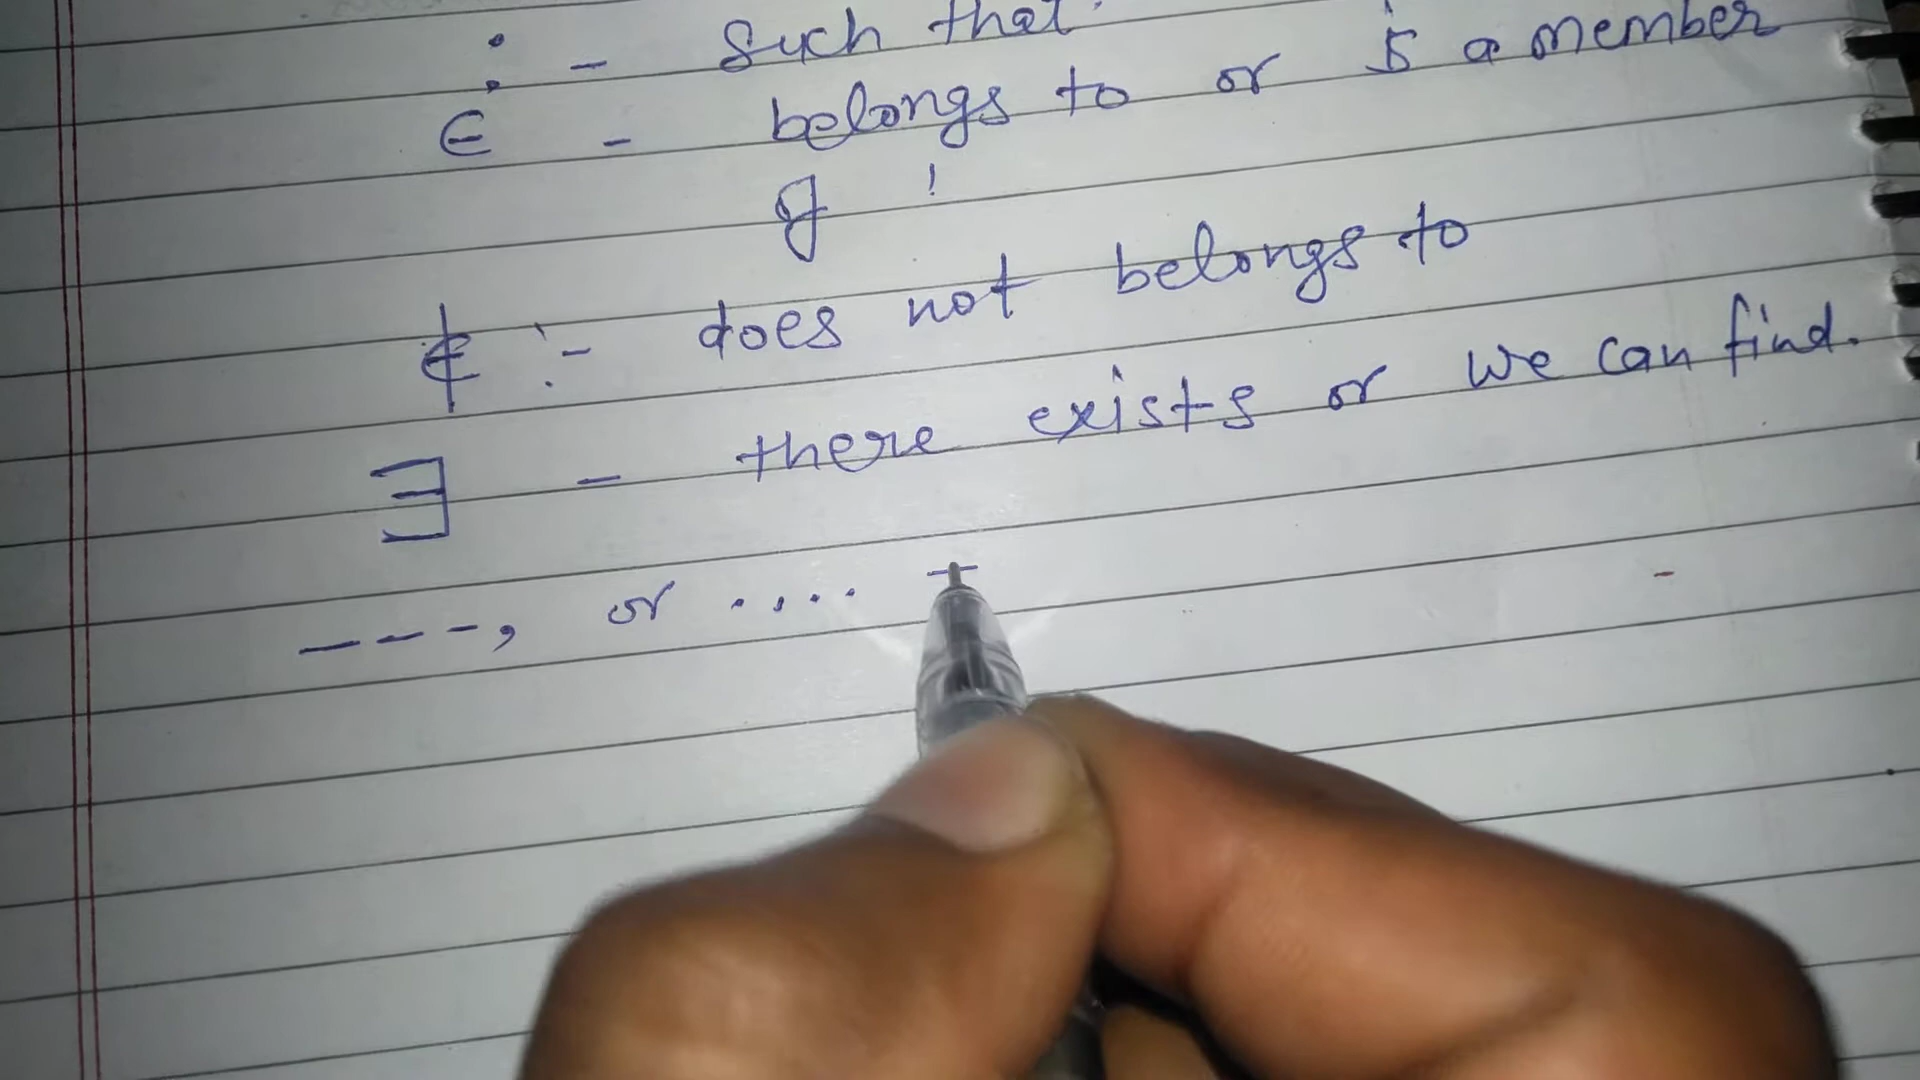 : - Such that.
∈ - belongs to or is a member
of
∉ :- does not belongs to
∃ - there exists or we can find.
---, or .... -